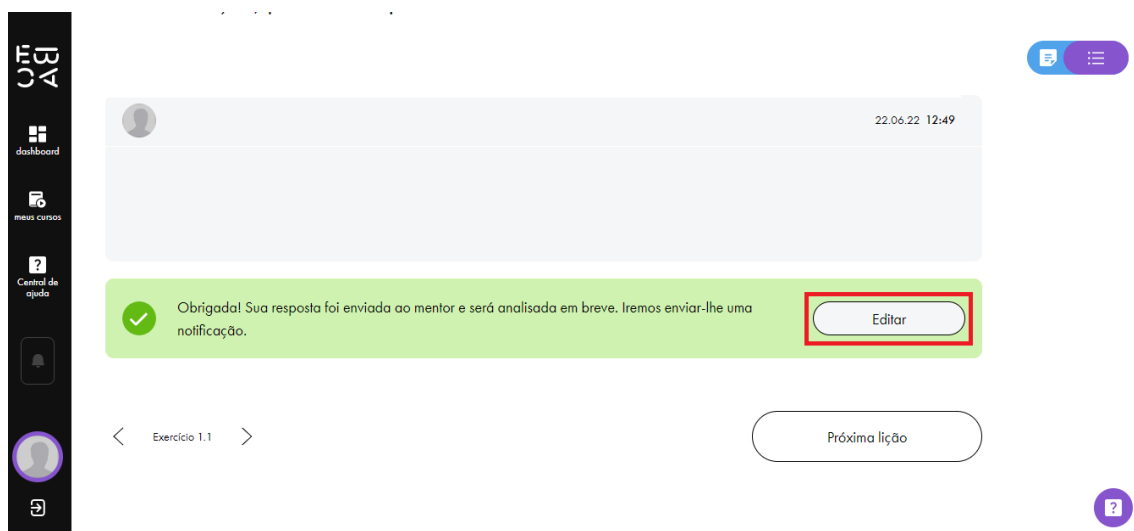 dashboard
meus cursos
Central de
ajuda
22.06.22 12:49
Obrigada! Sua resposta foi enviada ao mentor e será analisada em breve. Iremos enviar-lhe uma
notificação.
Editar
Exercício 1.1
Próxima lição